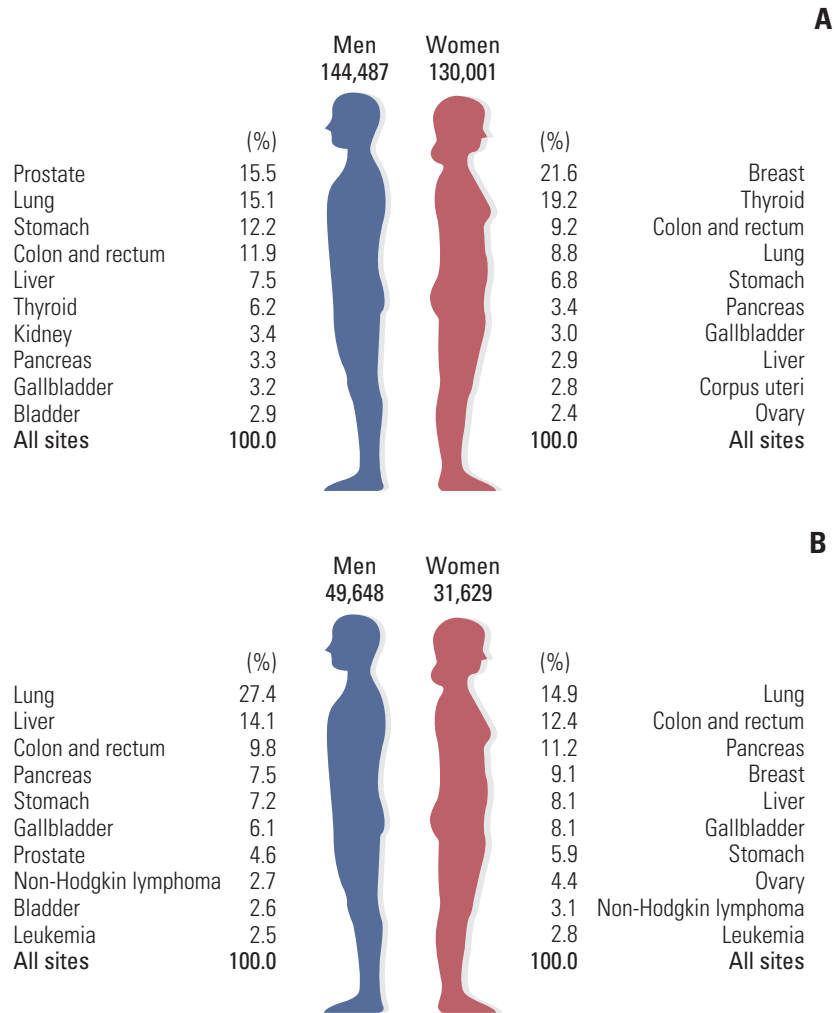 A
Men Women
144,487 130,001
(%) (%)
Prostate 15.5 21.6 Breast
Lung 15.1 19.2 Thyroid
Stomach 12.2 9.2 Colon and rectum
Colon and rectum 11.9 8.8 Lung
Liver 7.5 6.8 Stomach
Thyroid 6.2 3.4 Pancreas
Kidney 3.4 3.0 Gallbladder
Pancreas 3.3 2.9 Liver
Gallbladder 3.2 2.8 Corpus uteri
Bladder 2.9 2.4 Ovary
All sites 100.0 100.0 All sites
B
Men Women
49,648 31,629
(%) (%)
Lung 27.4 14.9 Lung
Liver 14.1 12.4 Colon and rectum
Colon and rectum 9.8 11.2 Pancreas
Pancreas 7.5 9.1 Breast
Stomach 7.2 8.1 Liver
Gallbladder 6.1 8.1 Gallbladder
Prostate 4.6 5.9 Stomach
Non-Hodgkin lymphoma 2.7 4.4 Ovary
Bladder 2.6 3.1 Non-Hodgkin lymphoma
Leukemia 2.5 2.8 Leukemia
All sites 100.0 100.0 All sites